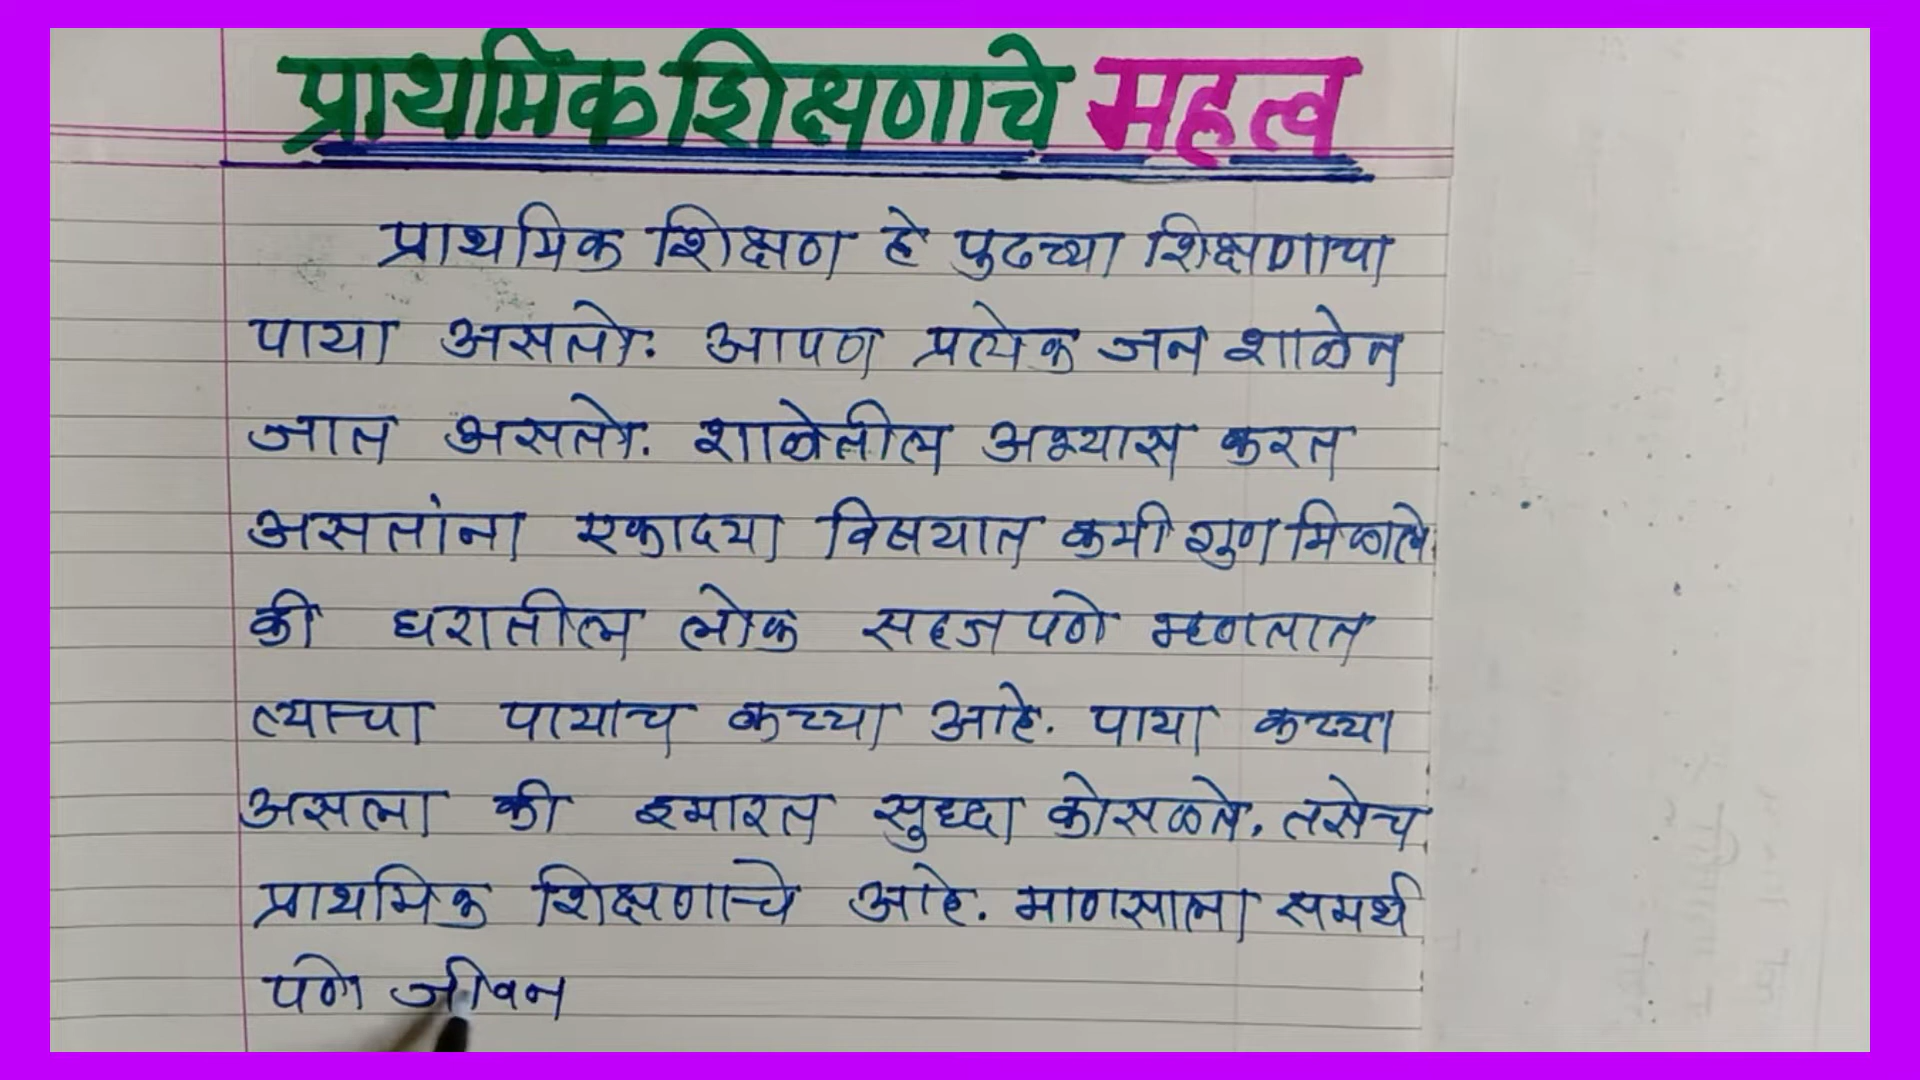 प्राथमिक शिक्षणाचे महत्व
प्राथमिक शिक्षण हे पुढच्या शिक्षणाचा
पाया असतो. आपण प्रत्येक जन शाळेत
जात असतो. शाळेतील अभ्यास करत
असतांना एकादया विषयात कमी गुण मिळाले
की घरातील लोक सहज पणे म्हणतात
त्याचा पायाच कच्चा आहे. पाया कच्चा
असला की इमारत सुध्दा कोसळते. तसेच
प्राथमिक शिक्षणाचे आहे. माणसाला समर्थ
पणे जीवन